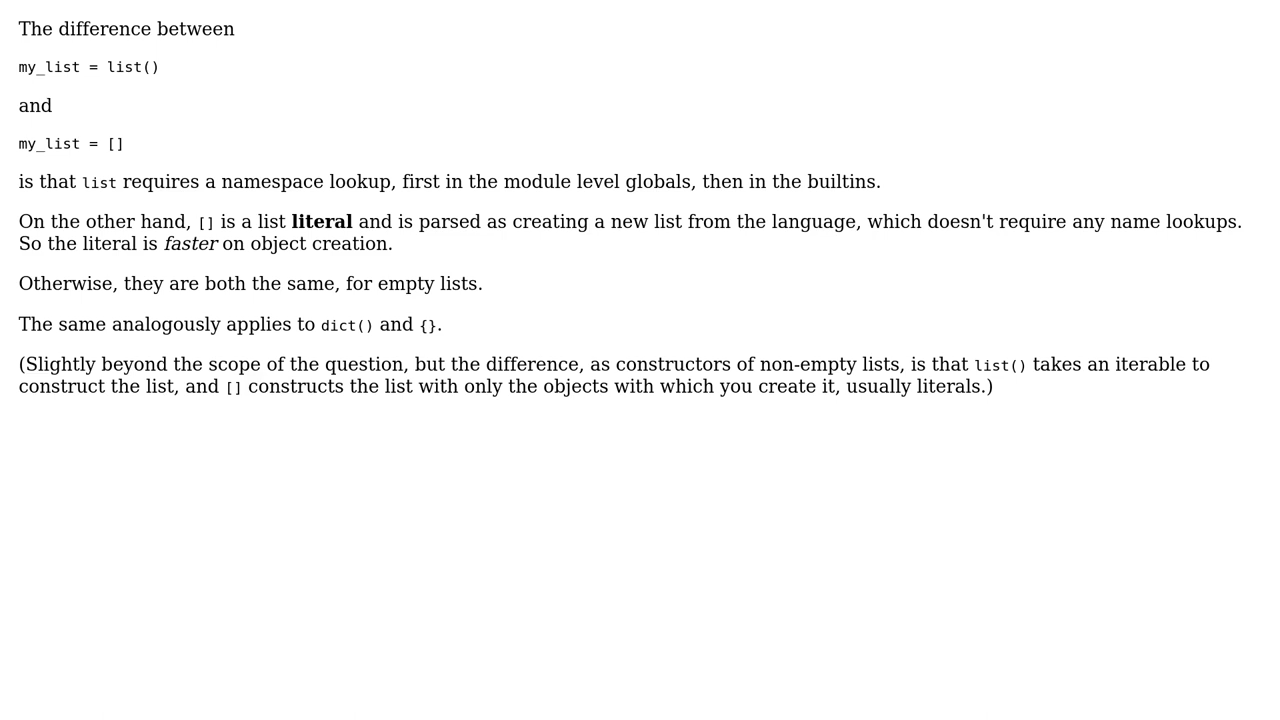 The difference between
my_list = list()
and
my_list = []
is that list requires a namespace lookup, first in the module level globals, then in the builtins.
On the other hand, [] is a list literal and is parsed as creating a new list from the language, which doesn't require any name lookups.
So the literal is faster on object creation.
Otherwise, they are both the same, for empty lists.
The same analogously applies to dict() and {}.
(Slightly beyond the scope of the question, but the difference, as constructors of non-empty lists, is that list() takes an iterable to
construct the list, and [] constructs the list with only the objects with which you create it, usually literals.)